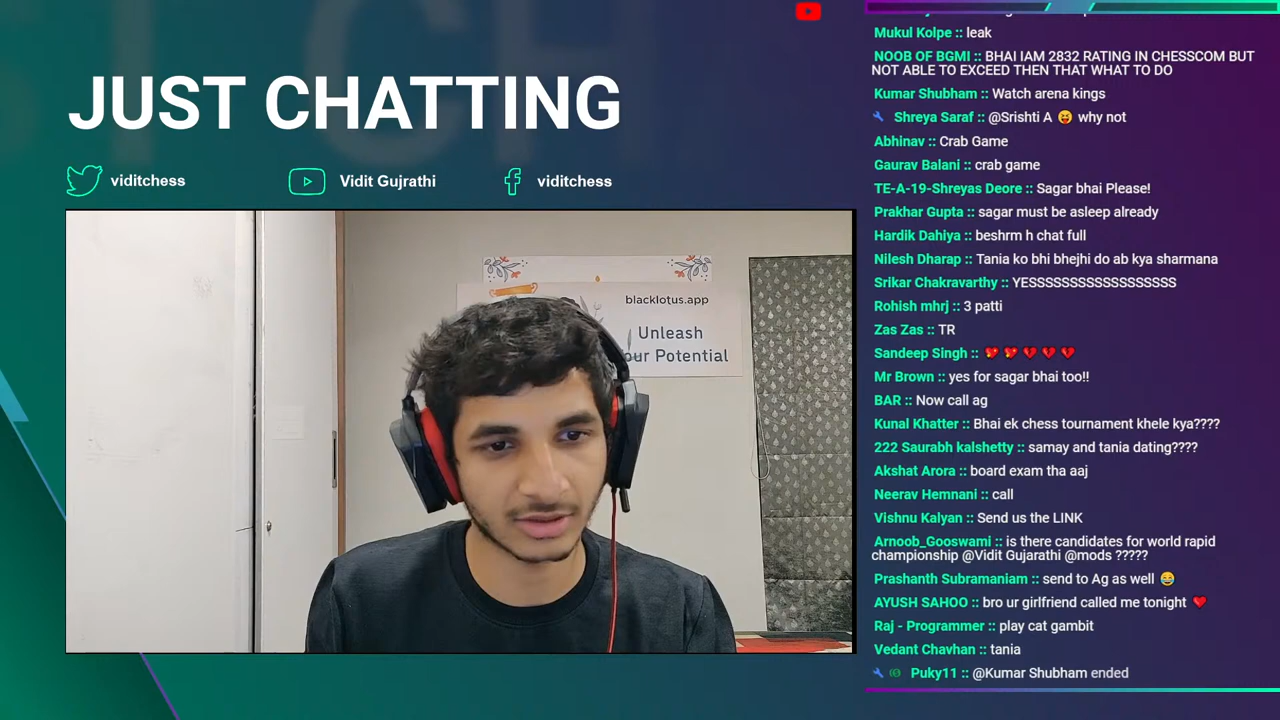 JUST CHATTING
viditchess
Vidit Gujrathi
viditchess
blacklotus.app
Unleash
our Potential
Mukul Kolpe :: leak
NOOB OF BGMI :: BHAI IAM 2832 RATING IN CHESSCOM BUT
NOT ABLE TO EXCEED THEN THAT WHAT TO DO
Kumar Shubham :: Watch arena kings
Shreya Saraf :: @Srishti A 😝 why not
Abhinav :: Crab Game
Gaurav Balani :: crab game
TE-A-19-Shreyas Deore :: Sagar bhai Please!
Prakhar Gupta :: sagar must be asleep already
Hardik Dahiya :: beshrm h chat full
Nilesh Dharap :: Tania ko bhi bhejhi do ab kya sharmana
Srikar Chakravarthy :: YESSSSSSSSSSSSSSSSSS
Rohish mhrj :: 3 patti
Zas Zas :: TR
Sandeep Singh :: 💖 💖 💔 💔 💔
Mr Brown :: yes for sagar bhai too!!
BAR :: Now call ag
Kunal Khatter :: Bhai ek chess tournament khele kya????
222 Saurabh kalshetty :: samay and tania dating????
Akshat Arora :: board exam tha aaj
Neerav Hemnani :: call
Vishnu Kalyan :: Send us the LINK
Arnoob_Gooswami :: is there candidates for world rapid
championship @Vidit Gujarathi @mods ?????
Prashanth Subramaniam :: send to Ag as well 😂
AYUSH SAHOO :: bro ur girlfriend called me tonight ❤️
Raj - Programmer :: play cat gambit
Vedant Chavhan :: tania
Puky11 :: @Kumar Shubham ended